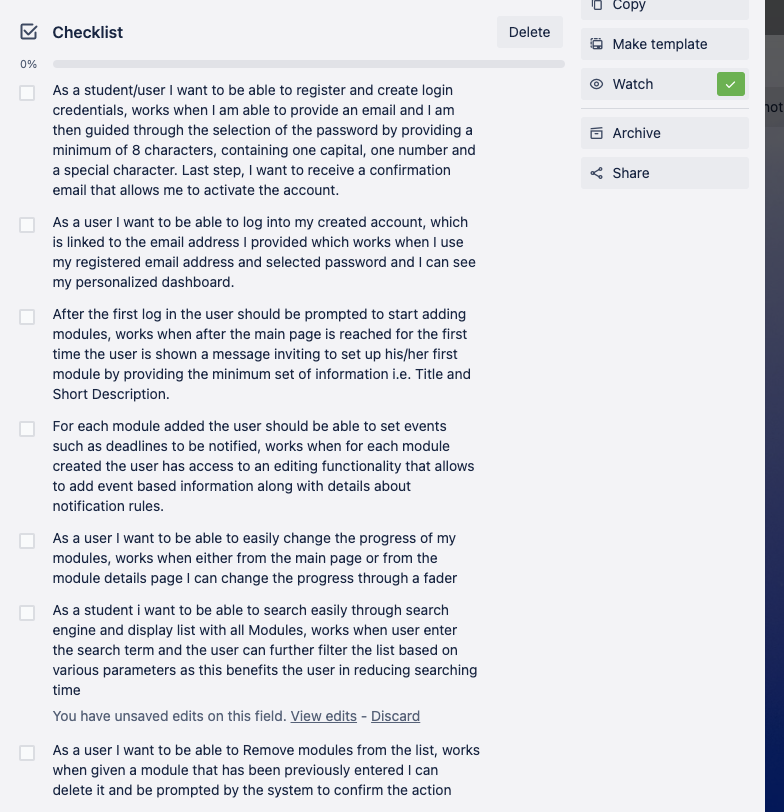 Checklist
Delete
0%
As a student/user I want to be able to register and create login
credentials, works when I am able to provide an email and I am
then guided through the selection of the password by providing a
minimum of 8 characters, containing one capital, one number and
a special character. Last step, I want to receive a confirmation
email that allows me to activate the account.
As a user I want to be able to log into my created account, which
is linked to the email address I provided which works when I use
my registered email address and selected password and I can see
my personalized dashboard.
After the first log in the user should be prompted to start adding
modules, works when after the main page is reached for the first
time the user is shown a message inviting to set up his/her first
module by providing the minimum set of information i.e. Title and
Short Description.
For each module added the user should be able to set events
such as deadlines to be notified, works when for each module
created the user has access to an editing functionality that allows
to add event based information along with details about
notification rules.
As a user I want to be able to easily change the progress of my
modules, works when either from the main page or from the
module details page I can change the progress through a fader
As a student i want to be able to search easily through search
engine and display list with all Modules, works when user enter
the search term and the user can further filter the list based on
various parameters as this benefits the user in reducing searching
time
You have unsaved edits on this field. View edits - Discard
As a user I want to be able to Remove modules from the list, works
when given a module that has been previously entered I can
delete it and be prompted by the system to confirm the action
Copy
Make template
Watch
Archive
Share